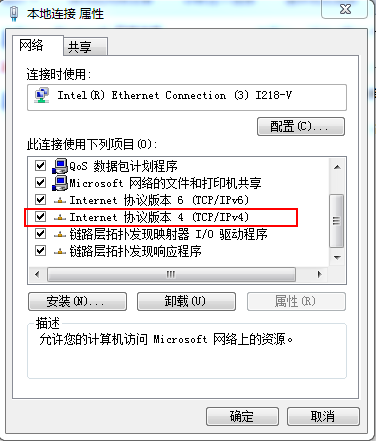 本地连接 属性
网络
共享
连接时使用:
Intel(R) Ethernet Connection (3) I218-V
配置(C)...
此连接使用下列项目(O):
QoS 数据包计划程序
Microsoft 网络的文件和打印机共享
Internet 协议版本 6 (TCP/IPv6)
Internet 协议版本 4 (TCP/IPv4)
链路层拓扑发现映射器 I/O 驱动程序
链路层拓扑发现响应程序
安装(N)...
卸载(U)
属性(R)
描述
允许您的计算机访问 Microsoft 网络上的资源。
确定
取消